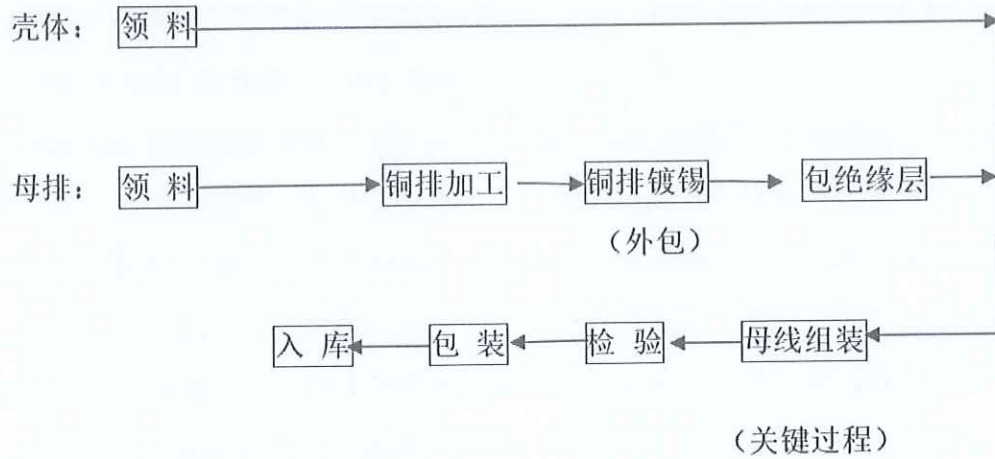 壳体： 领 料
母排： 领 料 铜排加工 铜排镀锡 包绝缘层
（外包）
入 库 包 装 检 验 母线组装
（关键过程）